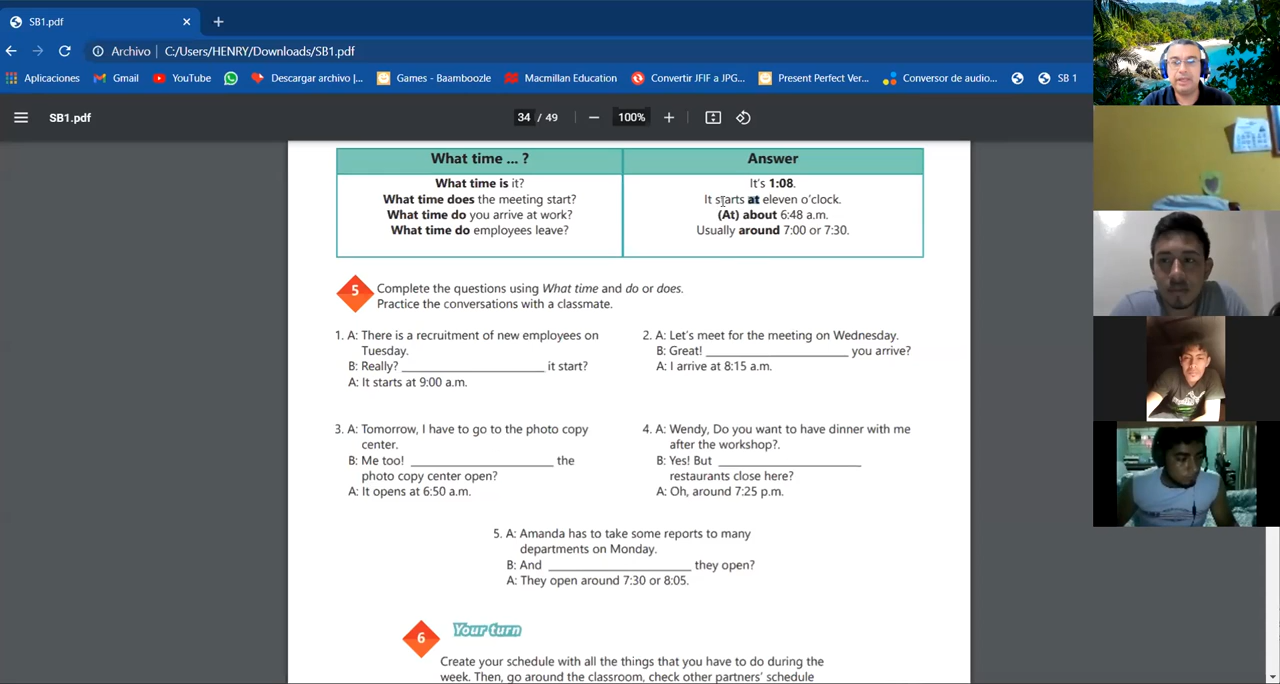 SB1.pdf
Archivo | C:/Users/HENRY/Downloads/SB1.pdf
Aplicaciones Gmail YouTube Descargar archivo |... Games - Baamboozle Macmillan Education Convertir JFIF a JPG... Present Perfect Ver... Conversor de audio... SB 1
SB1.pdf 34 / 49 100%
What time ... ? Answer
What time is it? It's 1:08.
What time does the meeting start? It starts at eleven o'clock.
What time do you arrive at work? (At) about 6:48 a.m.
What time do employees leave? Usually around 7:00 or 7:30.
5 Complete the questions using What time and do or does.
Practice the conversations with a classmate.
1. A: There is a recruitment of new employees on
Tuesday.
B: Really? ____________________ it start?
A: It starts at 9:00 a.m.
2. A: Let's meet for the meeting on Wednesday.
B: Great! ____________________ you arrive?
A: I arrive at 8:15 a.m.
3. A: Tomorrow, I have to go to the photo copy
center.
B: Me too! ____________________ the
photo copy center open?
A: It opens at 6:50 a.m.
4. A: Wendy, Do you want to have dinner with me
after the workshop?.
B: Yes! But ____________________
restaurants close here?
A: Oh, around 7:25 p.m.
5. A: Amanda has to take some reports to many
departments on Monday.
B: And ____________________ they open?
A: They open around 7:30 or 8:05.
6 Your turn
Create your schedule with all the things that you have to do during the
week. Then, go around the classroom, check other partners' schedule